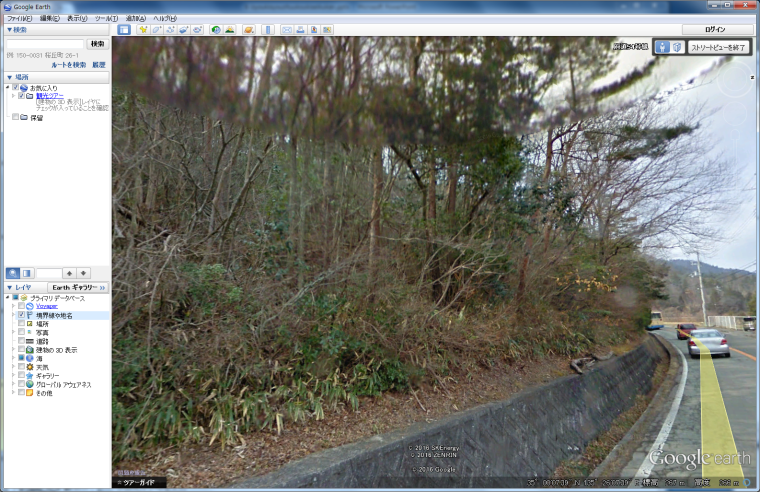 Google Earth
ファイル(F) 編集(E) 表示(V) ツール(T) 追加(A) ヘルプ(H)
▼検索
検索
例: 150-0031 桜丘町 26-1
ルートを検索 履歴
▼場所
お気に入り
観光ツアー
[建物の 3D 表示]レイヤに
チェックが入っていることを確認
保留
▼レイヤ
Earth ギャラリー >>
プライマリ データベース
Voyager
境界線や地名
場所
写真
道路
建物の 3D 表示
海
天気
ギャラリー
グローバル アウェアネス
その他
ログイン
ストリートビューを終了
© 2016 SKEnergy
© 2016 ZENRIN
© 2016 Google
Google earth
ツアーガイド
標高 267 m 高度 266 m